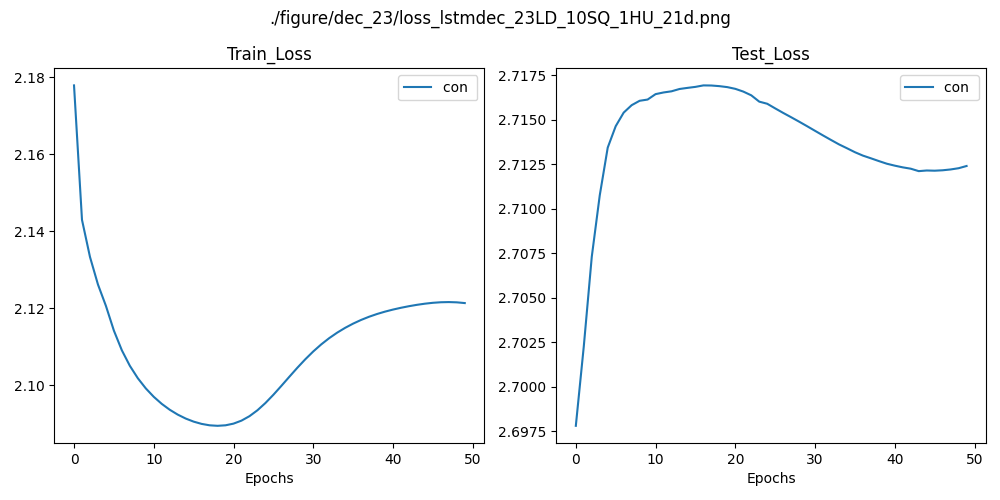 ./figure/dec_23/loss_lstmdec_23LD_10SQ_1HU_21d.png
Train_Loss
con
2.18
2.16
2.14
2.12
2.10
0 10 20 30 40 50
Epochs
Test_Loss
con
2.7175
2.7150
2.7125
2.7100
2.7075
2.7050
2.7025
2.7000
2.6975
0 10 20 30 40 50
Epochs